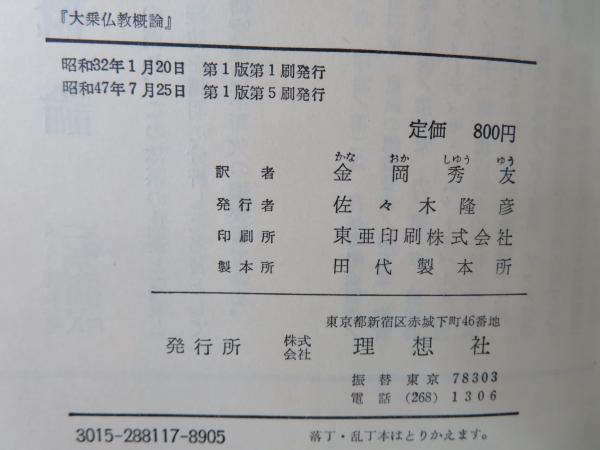 『大乗仏教概論』
昭和32年1月20日 第1版第1刷発行
昭和47年7月25日 第1版第5刷発行
定価 800円
かな おか しゆう ゆう
訳者 金岡秀友
発行者 佐々木隆彦
印刷所 東亜印刷株式会社
製本所 田代製本所
東京都新宿区赤城下町46番地
発行所 株式会社 理想社
振替 東京 78303
電話 (268) 1306
3015-288117-8905 落丁・乱丁本はとりかえます。